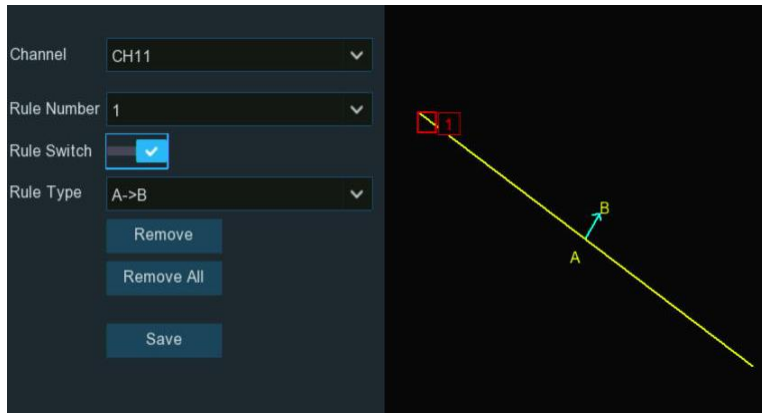 Channel CH11
Rule Number 1
Rule Switch
Rule Type A->B
Remove
Remove All
Save
1
B
A